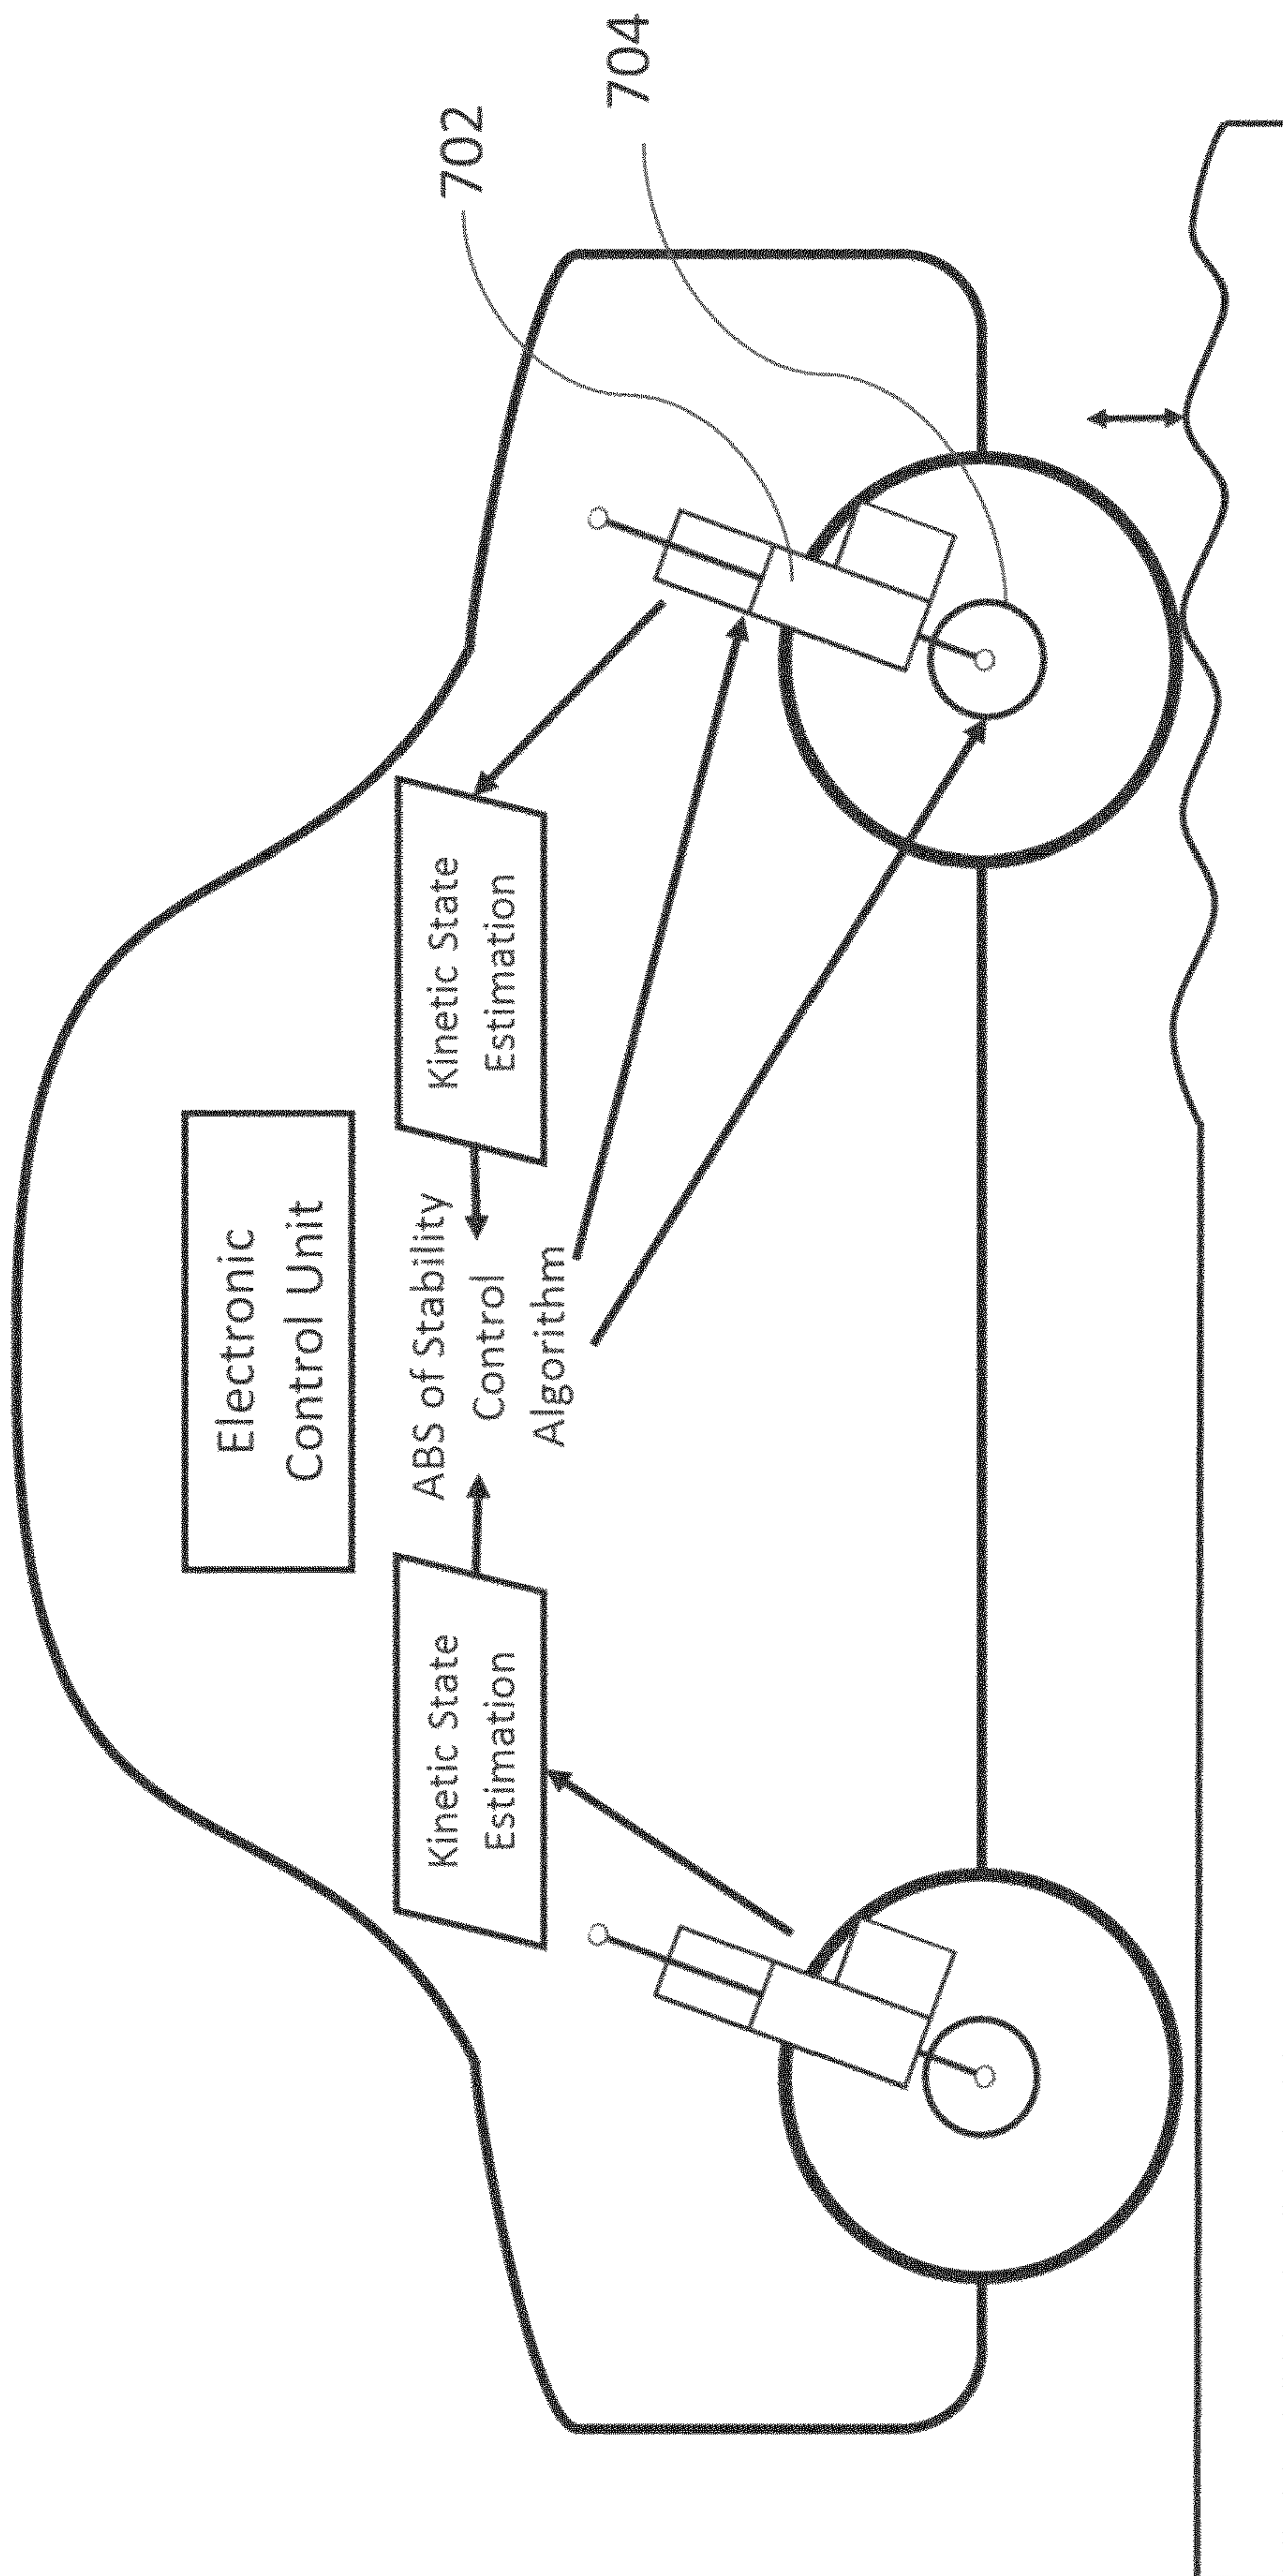 Electronic
Control Unit
Kinetic State
Estimation
ABS of Stability
Control
Algorithm
Kinetic State
Estimation
702
704